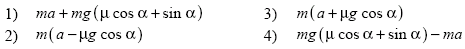 1) ma + mg(μ cos α + sin α)
2) m(a − μg cos α)
3) m(a + μg cos α)
4) mg(μ cos α + sin α) − ma